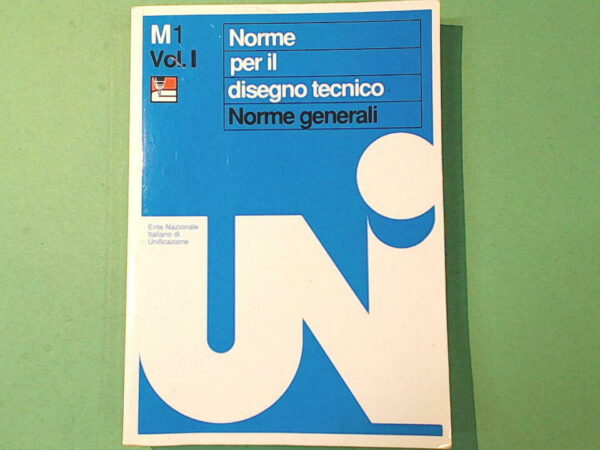 M1
Vol. I
Norme
per il
disegno tecnico
Norme generali
Ente Nazionale
Italiano di
Unificazione
UNI